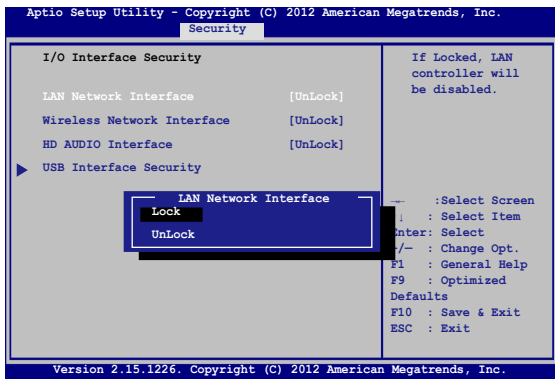 Aptio Setup Utility - Copyright (C) 2012 American Megatrends, Inc.
Security
I/O Interface Security
LAN Network Interface [UnLock]
Wireless Network Interface [UnLock]
HD AUDIO Interface [UnLock]
USB Interface Security
If Locked, LAN
controller will
be disabled.
LAN Network Interface
Lock
UnLock
→← :Select Screen
↓ : Select Item
Enter: Select
+/— : Change Opt.
F1 : General Help
F9 : Optimized
Defaults
F10 : Save & Exit
ESC : Exit
Version 2.15.1226. Copyright (C) 2012 American Megatrends, Inc.